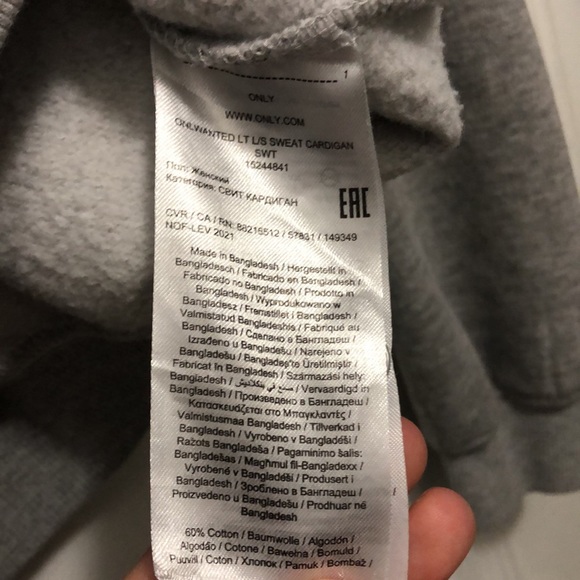 1
ONLY
WWW.ONLY.COM
ONLWANTED LT L/S SWEAT CARDIGAN
SWT
15244841
Пол: Женский
Категория: СВИТ КАРДИГАН
EAC
CVR / CA / RN: 88216512 / 57831 / 149349
NOF-LEV 2021
Made in Bangladesh / Hergestellt in
Bangladesch / Fabricado en Bangladesh /
Fabricado no Bangladesh / Prodotto in
Bangladesh / Wyprodukowano w
Bangladesz / Fremstillet i Bangladesh /
Valmistatud Bangladeshis / Fabriqué au
Bangladesh / Сделано в Бангладеш /
Izrađeno u Bangladešu / Narejeno v
Bangladešu / Bangladeş'te Üretilmiştir /
Fabricat în Bangladesh / Származási hely:
Bangladesh / صنع في بنغلاديش / Vervaardigd in
Bangladesh / Произведено в Бангладеш /
Κατασκευάζεται στο Μπαγκλαντές /
Valmistusmaa Bangladesh / Tillverkad i
Bangladesh / Vyrobeno v Bangladéši /
Ražots Bangladeša / Pagaminimo šalis:
Bangladešas / Magħmul fil-Bangladexx /
Vyrobené v Bangladéši / Produsert i
Bangladesh / Зроблено в Бангладеш /
Proizvedeno u Bangladešu / Prodhuar në
Bangladesh
60% Cotton / Baumwolle / Algodón /
Algodão / Cotone / Bawełna / Bomuld /
Puuvill / Coton / Хлопок / Pamuk / Bombaž /